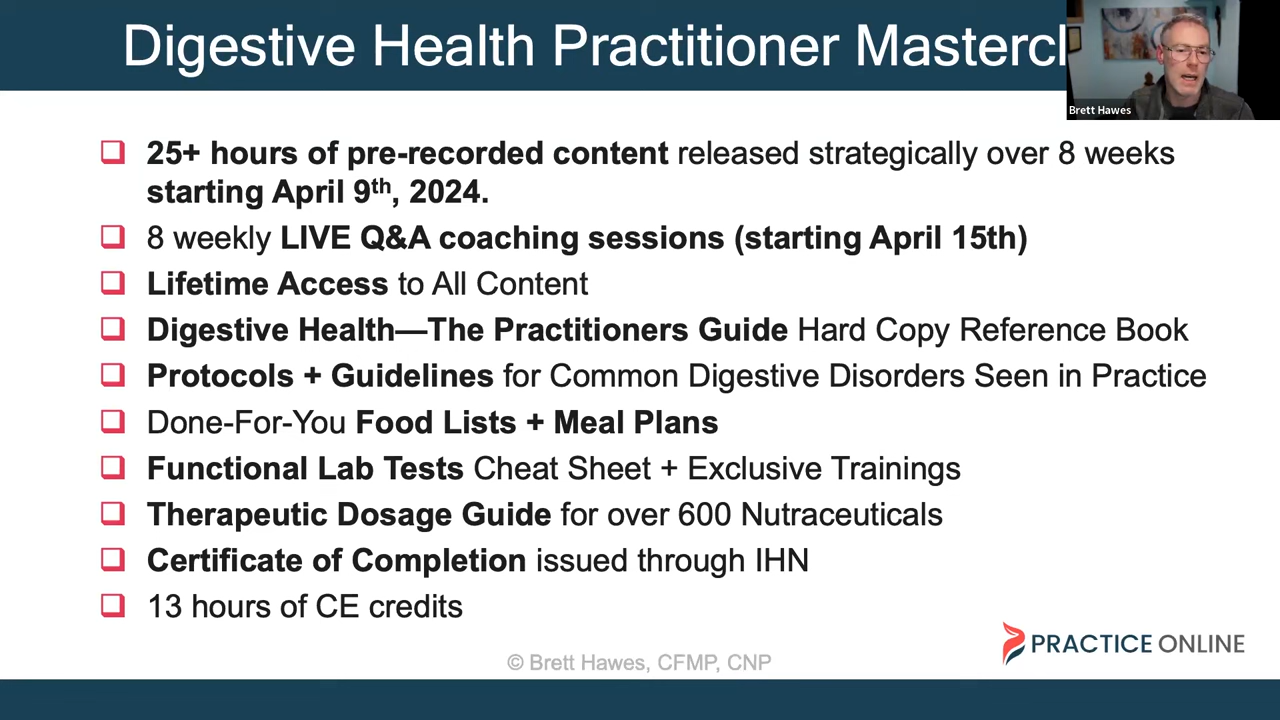 Digestive Health Practitioner Mastercl
Brett Hawes
25+ hours of pre-recorded content released strategically over 8 weeks
starting April 9th, 2024.
8 weekly LIVE Q&A coaching sessions (starting April 15th)
Lifetime Access to All Content
Digestive Health—The Practitioners Guide Hard Copy Reference Book
Protocols + Guidelines for Common Digestive Disorders Seen in Practice
Done-For-You Food Lists + Meal Plans
Functional Lab Tests Cheat Sheet + Exclusive Trainings
Therapeutic Dosage Guide for over 600 Nutraceuticals
Certificate of Completion issued through IHN
13 hours of CE credits
PRACTICE ONLINE
© Brett Hawes, CFMP, CNP